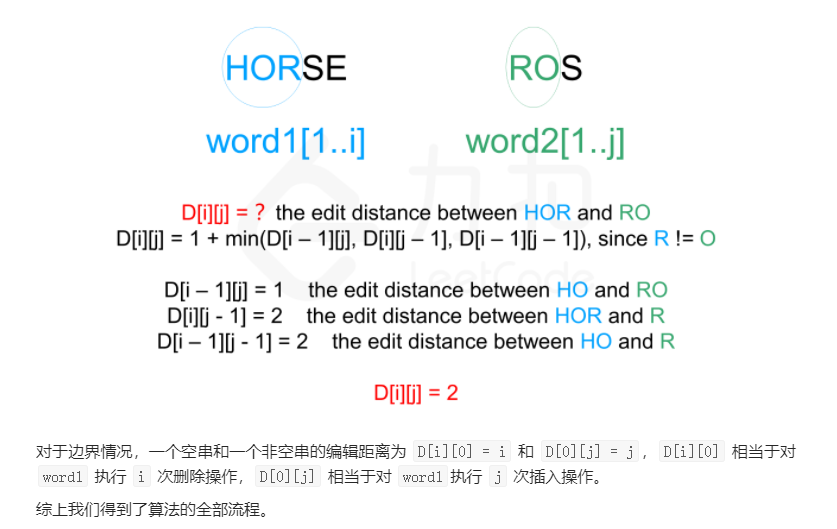 HORSE ROS
word1[1..i] word2[1..j]
力扣
D[i][j] = ? the edit distance between HOR and RO
D[i][j] = 1 + min(D[i – 1][j], D[i][j – 1], D[i – 1][j – 1]), since R != O
LeetCode
D[i – 1][j] = 1 the edit distance between HO and RO
D[i][j - 1] = 2 the edit distance between HOR and R
D[i – 1][j - 1] = 2 the edit distance between HO and R
D[i][j] = 2
对于边界情况，一个空串和一个非空串的编辑距离为 D[i][0] = i 和 D[0][j] = j，D[i][0] 相当于对
word1 执行 i 次删除操作，D[0][j] 相当于对 word1 执行 j 次插入操作。
综上我们得到了算法的全部流程。